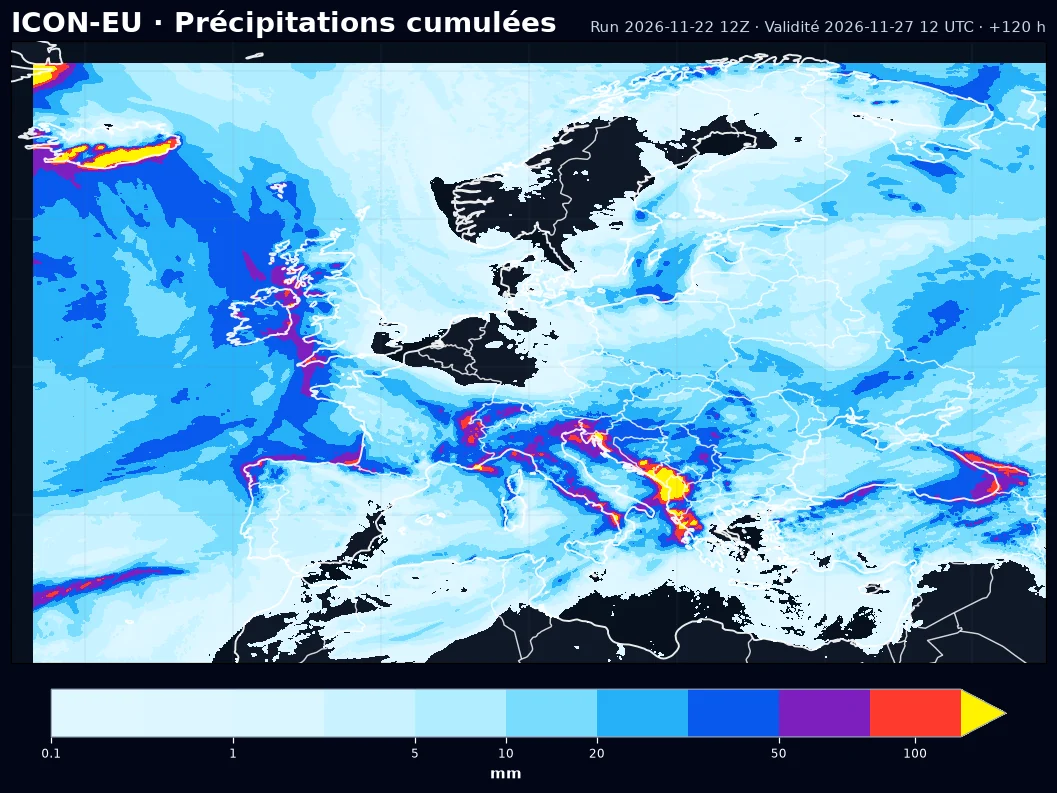 ICON-EU · Précipitations cumulées
Run 2026-11-22 12Z · Validité 2026-11-27 12 UTC · +120 h
0.1 1 5 10 20 50 100
mm